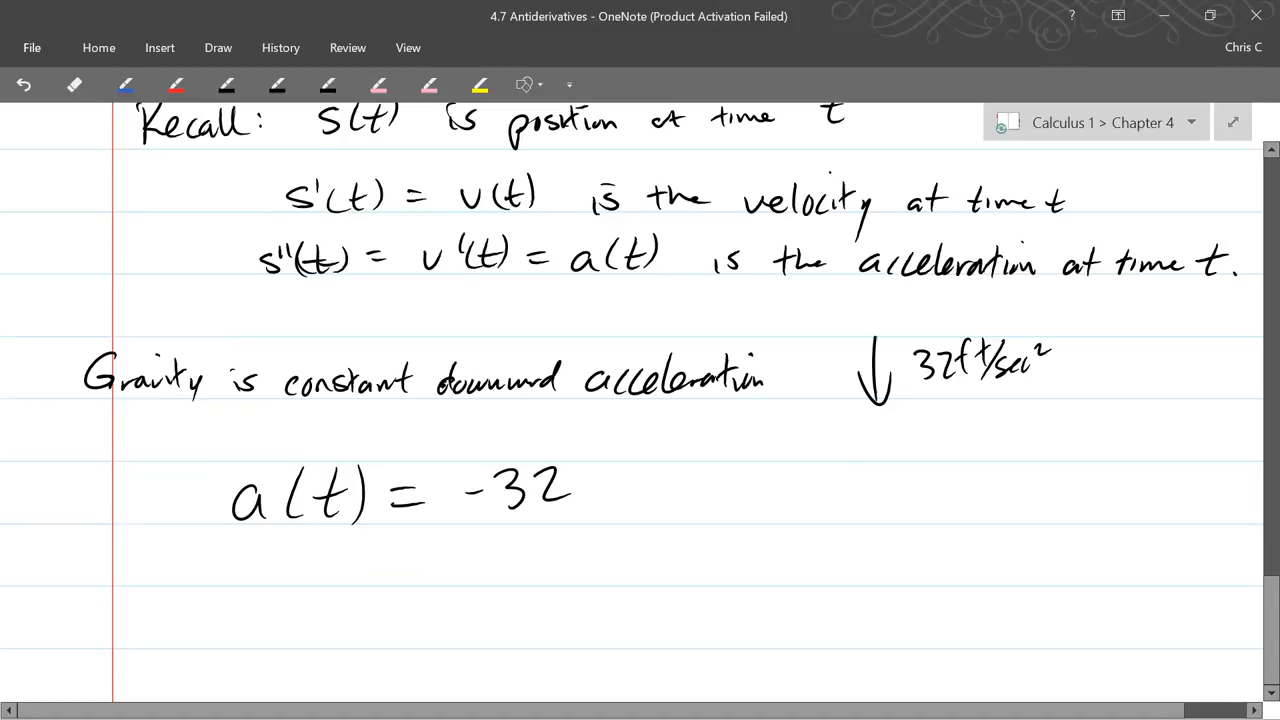 4.7 Antiderivatives - OneNote (Product Activation Failed)
?
File Home Insert Draw History Review View Chris C
Calculus 1 > Chapter 4
Recall: s(t) is position at time t
s'(t) = v(t) is the velocity at time t
s''(t) = v'(t) = a(t) is the acceleration at time t.
Gravity is constant downward acceleration ↓ 32ft/sec²
a(t) = -32